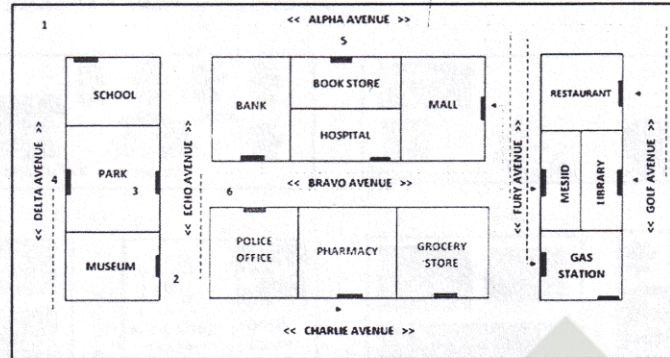 1
<< ALPHA AVENUE >>
5
SCHOOL
BANK
BOOK STORE
HOSPITAL
MALL
RESTAURANT
<< DELTA AVENUE >>
4
PARK
3
<< ECHO AVENUE >>
6
<< BRAVO AVENUE >>
<< FURY AVENUE >>
MESJID
LIBRARY
<< GOLF AVENUE >>
MUSEUM
2
POLICE
OFFICE
PHARMACY
GROCERY
STORE
GAS
STATION
<< CHARLIE AVENUE >>